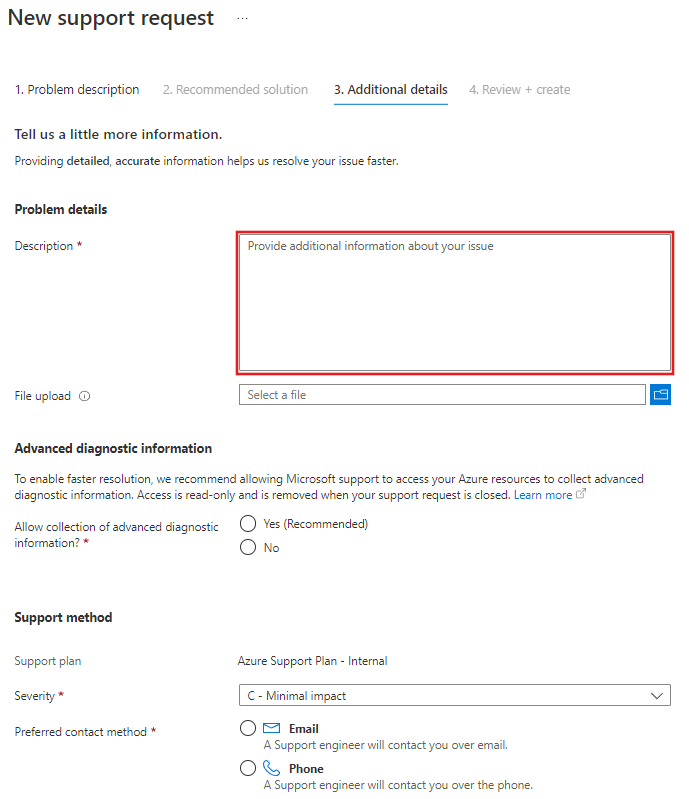 New support request ...
1. Problem description 2. Recommended solution 3. Additional details 4. Review + create
Tell us a little more information.
Providing detailed, accurate information helps us resolve your issue faster.
Problem details
Description *
Provide additional information about your issue
File upload
Select a file
Advanced diagnostic information
To enable faster resolution, we recommend allowing Microsoft support to access your Azure resources to collect advanced
diagnostic information. Access is read-only and is removed when your support request is closed. Learn more
Allow collection of advanced diagnostic
information? *
Yes (Recommended)
No
Support method
Support plan
Azure Support Plan - Internal
Severity *
C - Minimal impact
Preferred contact method *
Email
A Support engineer will contact you over email.
Phone
A Support engineer will contact you over the phone.